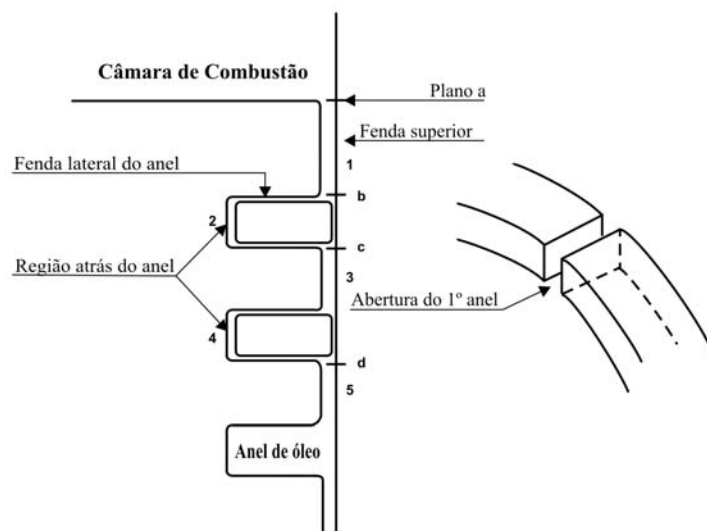 Câmara de Combustão
Plano a
Fenda superior
1
Fenda lateral do anel
b
2
c
Região atrás do anel
3
Abertura do 1º anel
4
d
5
Anel de óleo